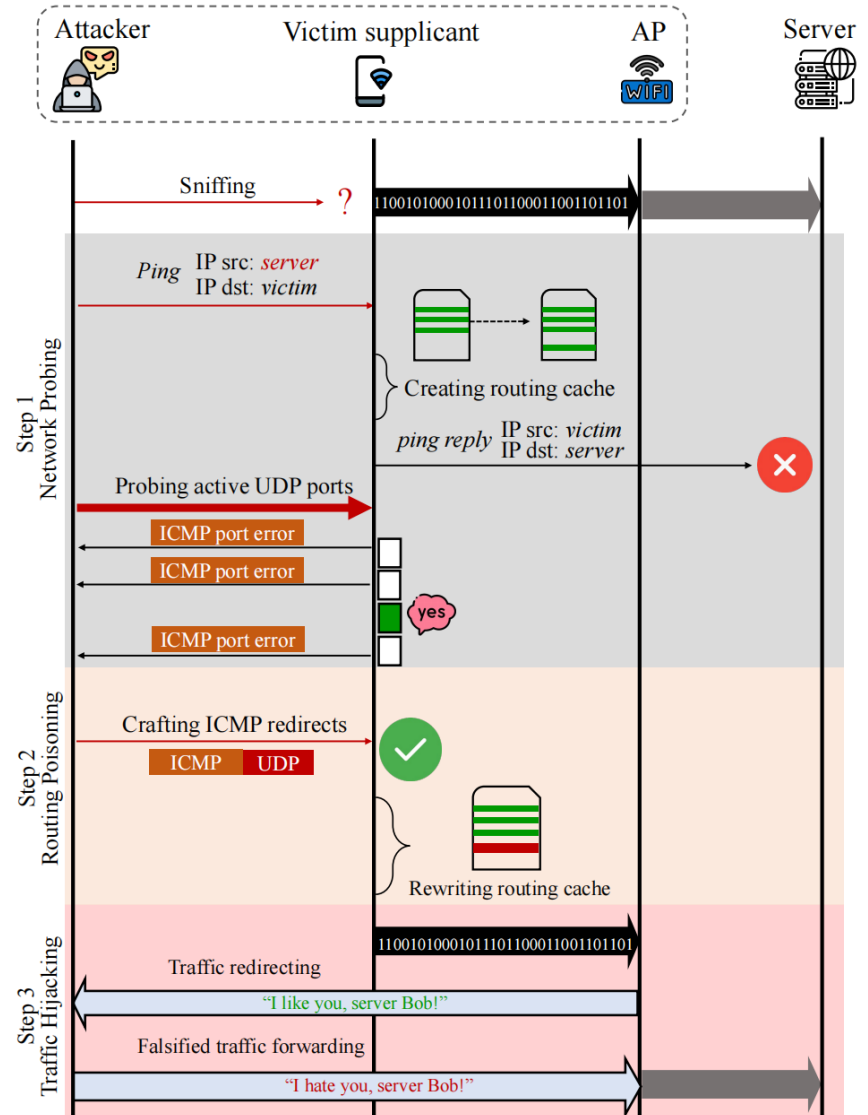 Attacker
Victim supplicant
AP
Server
WIFI
Sniffing
?
11001010001011101100011001101101
Step 1
Network Probing
Ping
IP src: server
IP dst: victim
Creating routing cache
ping reply
IP src: victim
IP dst: server
Probing active UDP ports
ICMP port error
ICMP port error
yes
ICMP port error
Step 2
Routing Poisoning
Crafting ICMP redirects
ICMP
UDP
Rewriting routing cache
Step 3
Traffic Hijacking
11001010001011101100011001101101
Traffic redirecting
“I like you, server Bob!”
Falsified traffic forwarding
“I hate you, server Bob!”